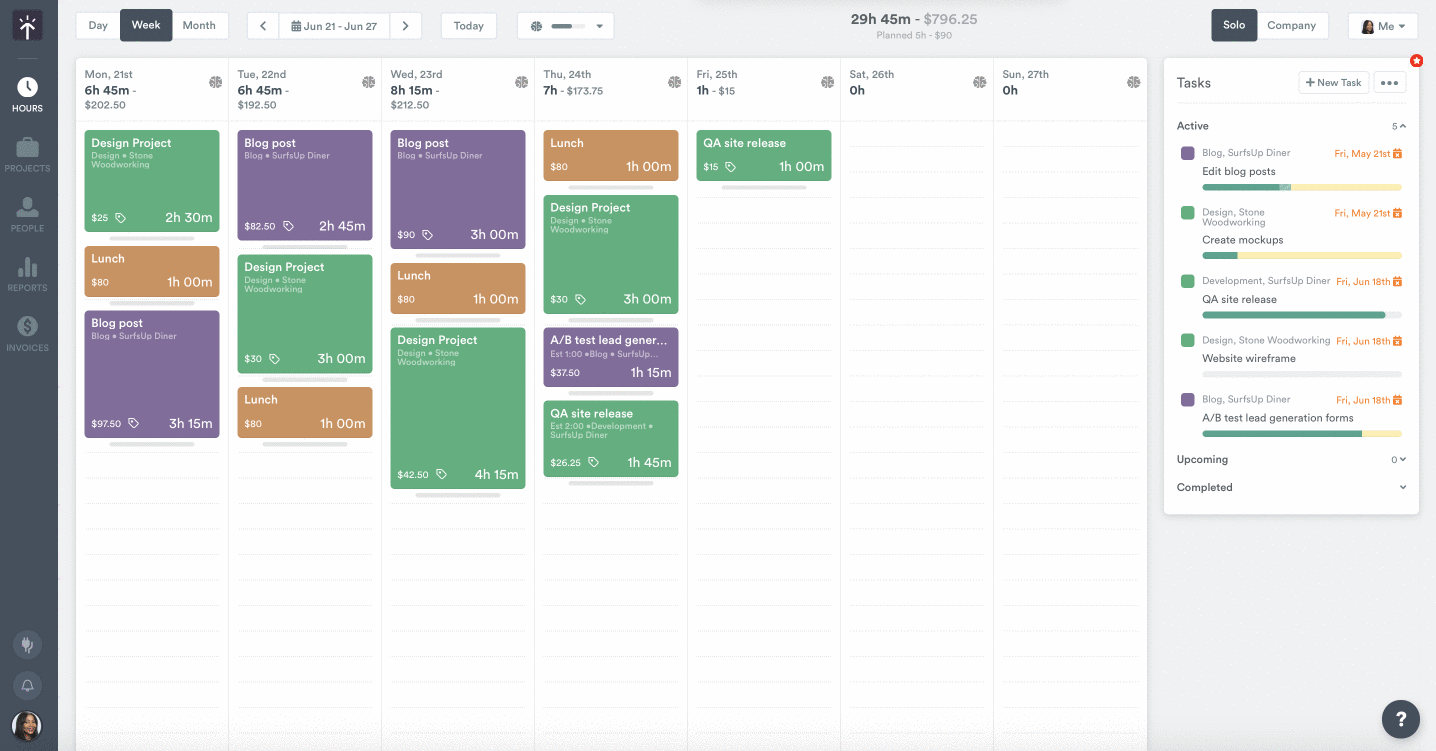 Day Week Month
Jun 21 - Jun 27
Today
29h 45m - $796.25
Planned 5h - $90
Solo Company
Me
HOURS
PROJECTS
PEOPLE
REPORTS
INVOICES
Mon, 21st
6h 45m -
$202.50
Design Project
Design • Stone
Woodworking
$25 2h 30m
Lunch
$80 1h 00m
Blog post
Blog • SurfsUp Diner
$97.50 3h 15m
Tue, 22nd
6h 45m -
$192.50
Blog post
Blog • SurfsUp Diner
$82.50 2h 45m
Design Project
Design • Stone
Woodworking
$30 3h 00m
Lunch
$80 1h 00m
Wed, 23rd
8h 15m -
$212.50
Blog post
Blog • SurfsUp Diner
$90 3h 00m
Lunch
$80 1h 00m
Design Project
Design • Stone
Woodworking
$42.50 4h 15m
Thu, 24th
7h - $173.75
Lunch
$80 1h 00m
Design Project
Design • Stone
Woodworking
$30 3h 00m
A/B test lead gener...
Est 1:00 •Blog • SurfsUp...
$37.50 1h 15m
QA site release
Est 2:00 •Development •
SurfsUp Diner
$26.25 1h 45m
Fri, 25th
1h - $15
QA site release
$15 1h 00m
Sat, 26th
0h
Sun, 27th
0h
Tasks
+ New Task
Active 5
Blog, SurfsUp Diner Fri, May 21st
Edit blog posts
Design, Stone Fri, May 21st
Woodworking
Create mockups
Development, SurfsUp Diner Fri, Jun 18th
QA site release
Design, Stone Woodworking Fri, Jun 18th
Website wireframe
Blog, SurfsUp Diner Fri, Jun 18th
A/B test lead generation forms
Upcoming 0
Completed
?